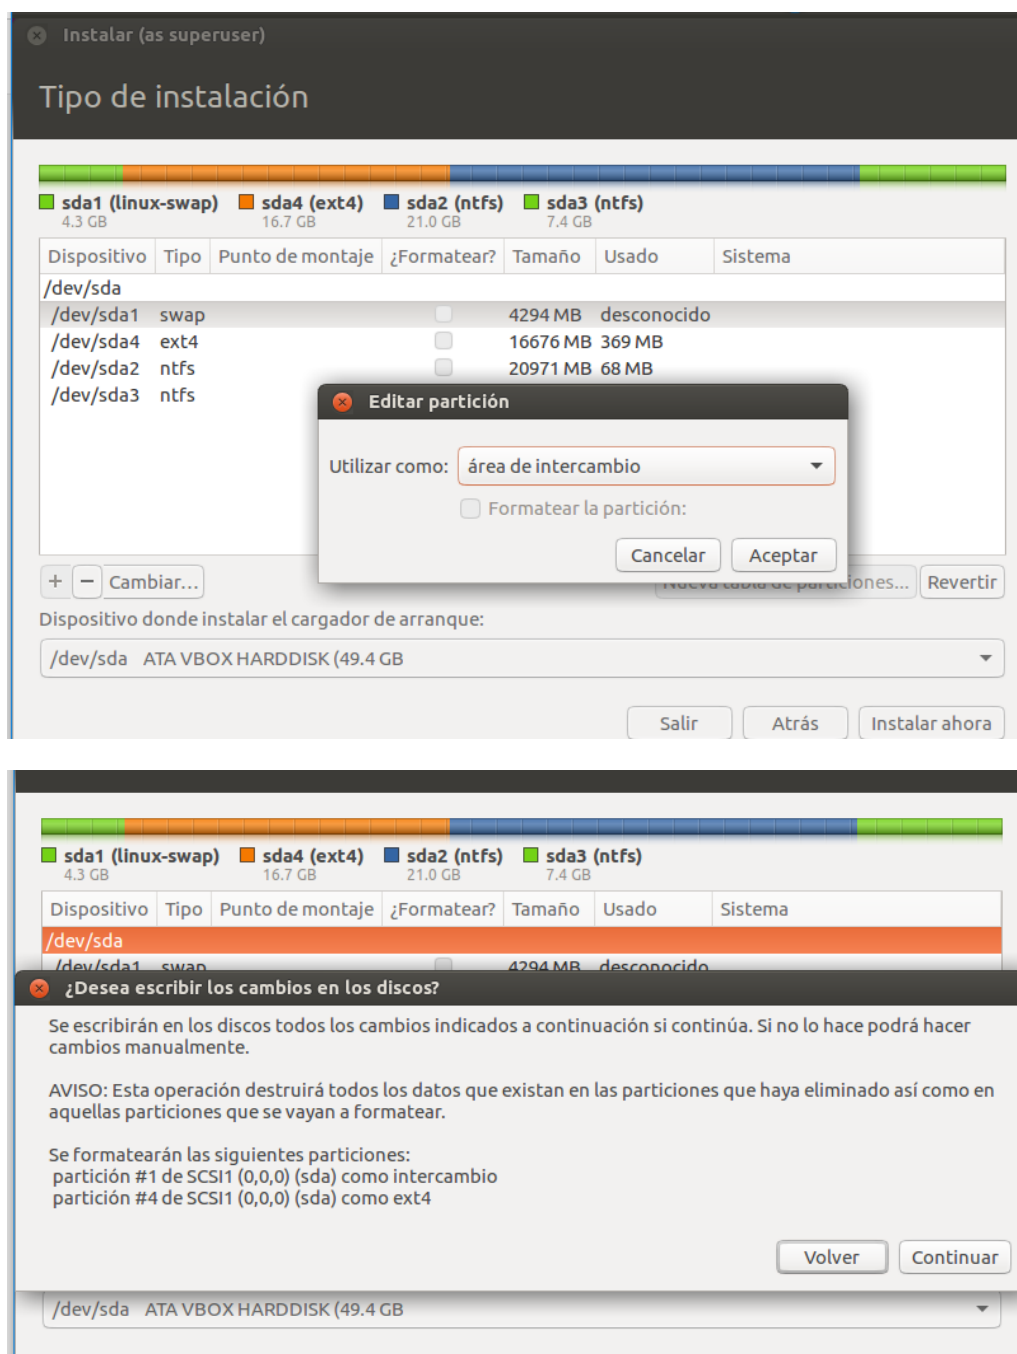 Instalar (as superuser)
Tipo de instalación
sda1 (linux-swap) sda4 (ext4) sda2 (ntfs) sda3 (ntfs)
4.3 GB 16.7 GB 21.0 GB 7.4 GB
Dispositivo Tipo Punto de montaje ¿Formatear? Tamaño Usado Sistema
/dev/sda
/dev/sda1 swap 4294 MB desconocido
/dev/sda4 ext4 16676 MB 369 MB
/dev/sda2 ntfs 20971 MB 68 MB
/dev/sda3 ntfs
Editar partición
Utilizar como: área de intercambio
Formatear la partición:
Cancelar Aceptar
+ − Cambiar... Nueva tabla de particiones... Revertir
Dispositivo donde instalar el cargador de arranque:
/dev/sda ATA VBOX HARDDISK (49.4 GB
Salir Atrás Instalar ahora
sda1 (linux-swap) sda4 (ext4) sda2 (ntfs) sda3 (ntfs)
4.3 GB 16.7 GB 21.0 GB 7.4 GB
Dispositivo Tipo Punto de montaje ¿Formatear? Tamaño Usado Sistema
/dev/sda
/dev/sda1 swap 4294 MB desconocido
¿Desea escribir los cambios en los discos?
Se escribirán en los discos todos los cambios indicados a continuación si continúa. Si no lo hace podrá hacer
cambios manualmente.
AVISO: Esta operación destruirá todos los datos que existan en las particiones que haya eliminado así como en
aquellas particiones que se vayan a formatear.
Se formatearán las siguientes particiones:
partición #1 de SCSI1 (0,0,0) (sda) como intercambio
partición #4 de SCSI1 (0,0,0) (sda) como ext4
Volver Continuar
/dev/sda ATA VBOX HARDDISK (49.4 GB